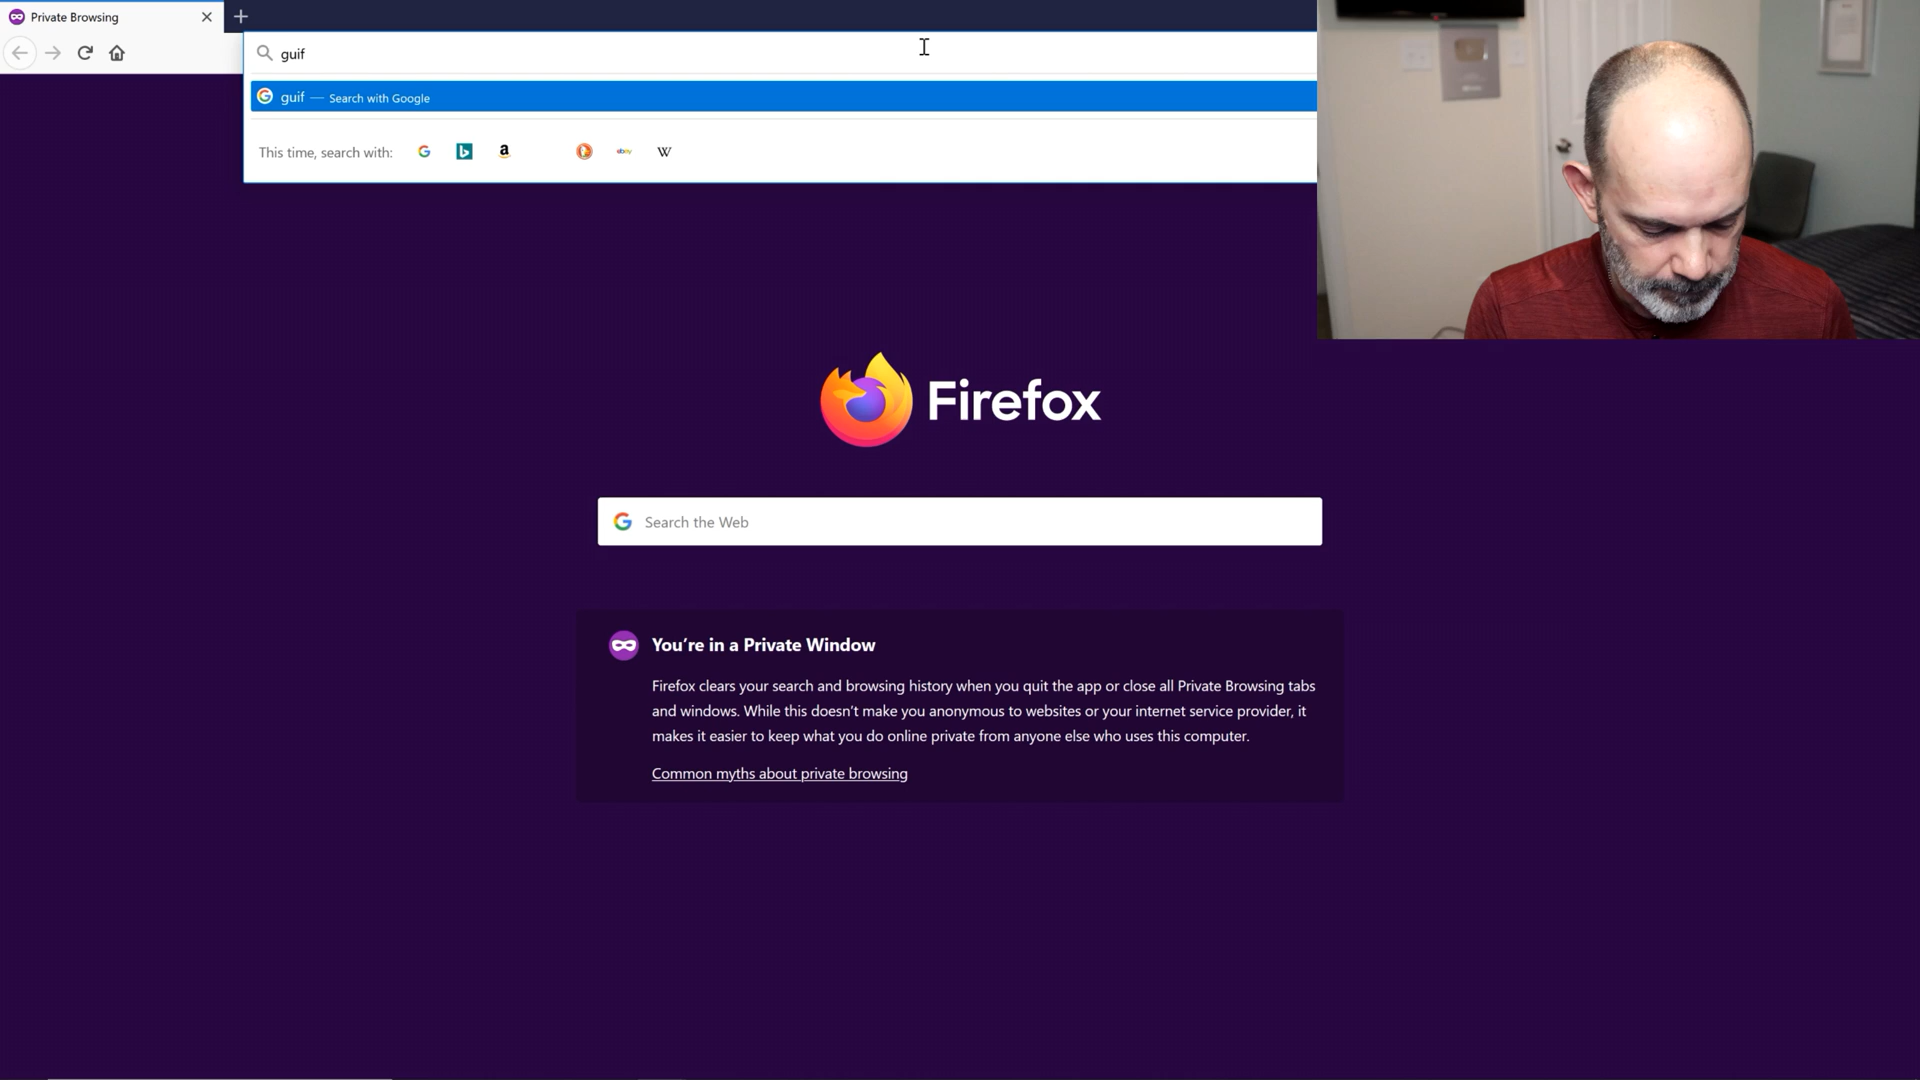 Private Browsing
guif
guif — Search with Google
This time, search with:
a
ebay
W
Firefox
Search the Web
You’re in a Private Window
Firefox clears your search and browsing history when you quit the app or close all Private Browsing tabs
and windows. While this doesn’t make you anonymous to websites or your internet service provider, it
makes it easier to keep what you do online private from anyone else who uses this computer.
Common myths about private browsing